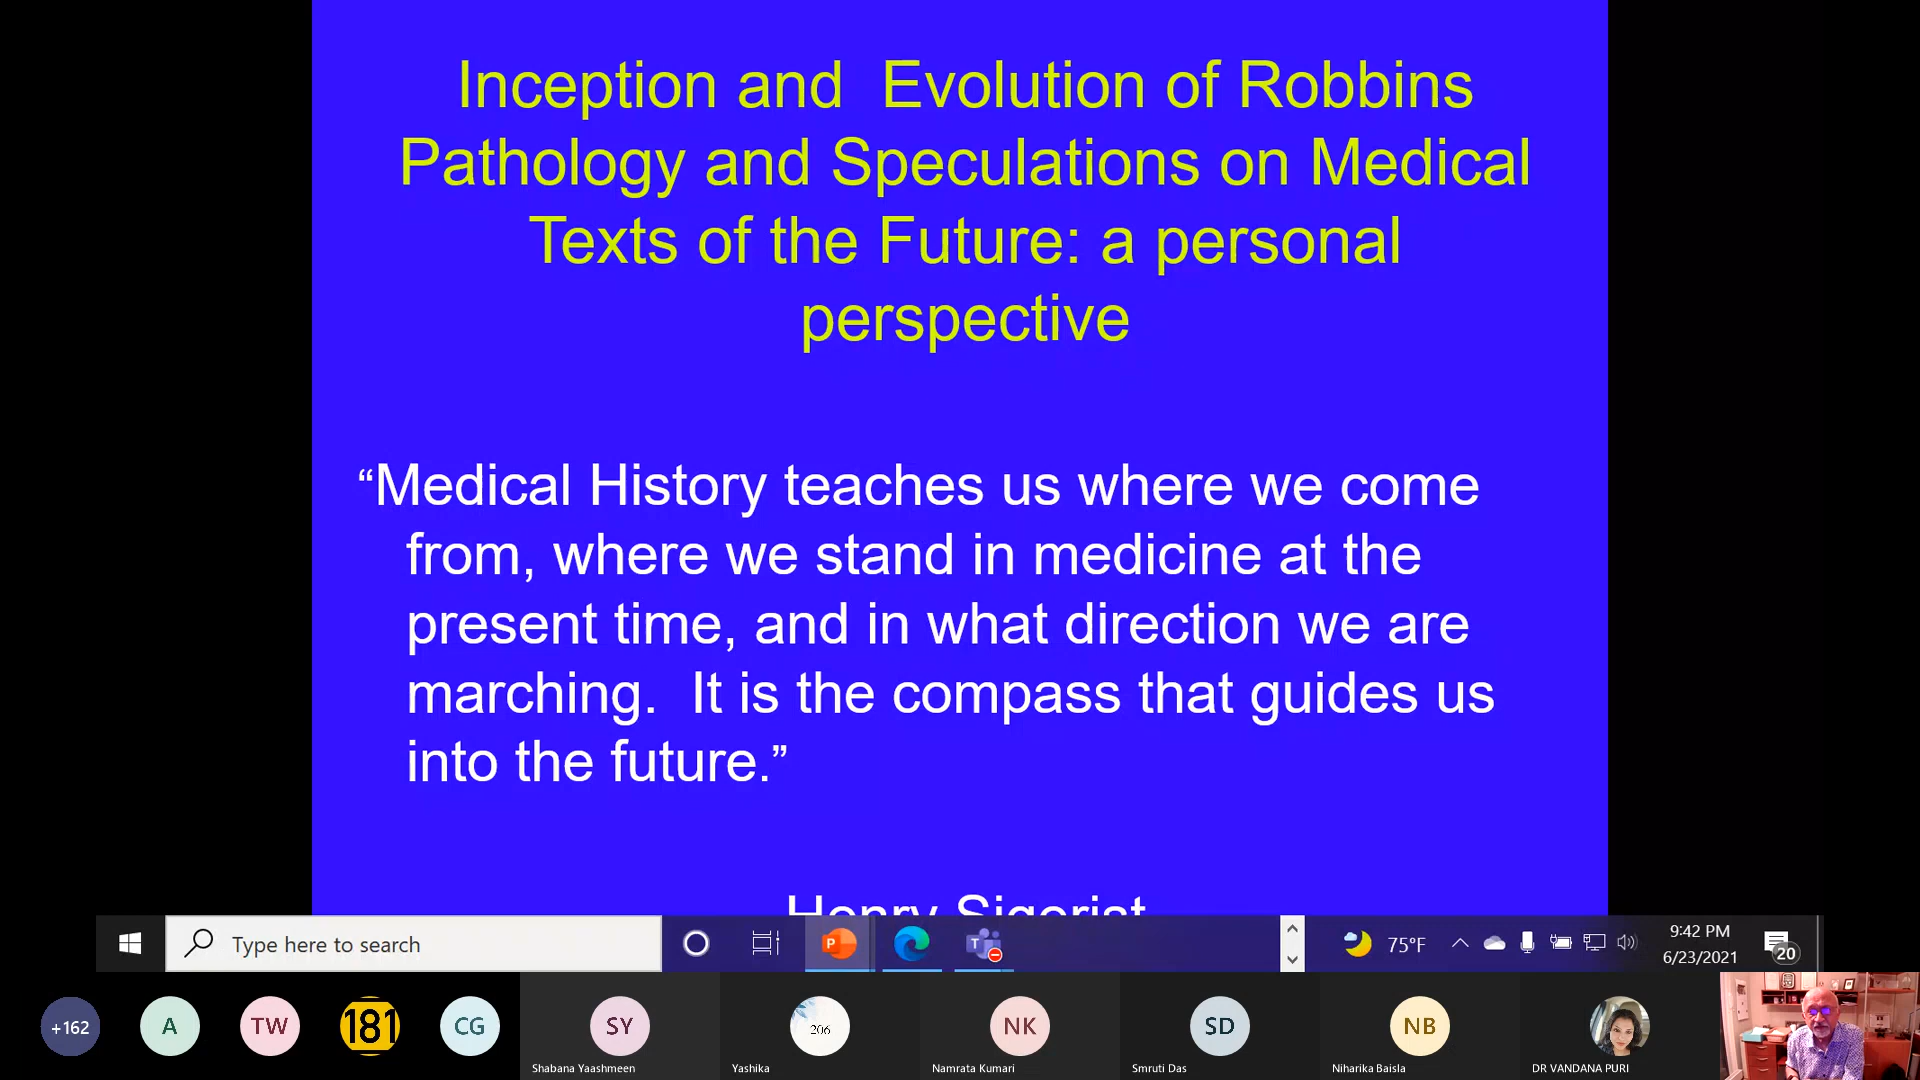 Inception and  Evolution of Robbins
Pathology and Speculations on Medical
Texts of the Future: a personal
perspective
“Medical History teaches us where we come
from, where we stand in medicine at the
present time, and in what direction we are
marching.  It is the compass that guides us
into the future.”
Henry Sigerist
Type here to search
P
T
75°F
9:42 PM
6/23/2021
20
+162
A
TW
181
CG
SY
Shabana Yaashmeen
206
Yashika
NK
Namrata Kumari
SD
Smruti Das
NB
Niharika Baisla
DR VANDANA PURI